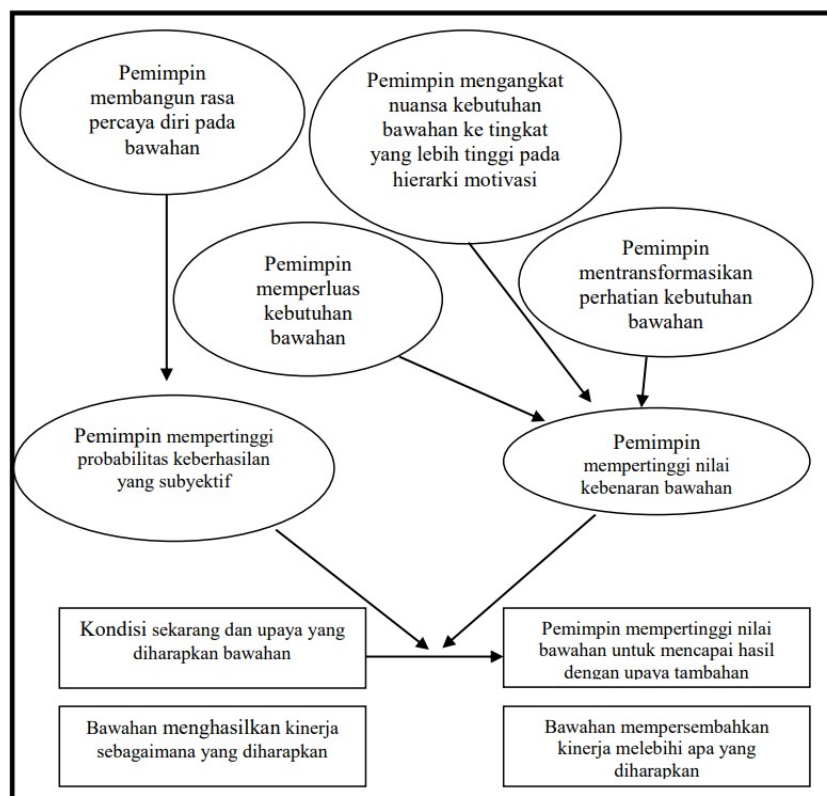 Pemimpin
membangun rasa
percaya diri pada
bawahan
Pemimpin mengangkat
nuansa kebutuhan
bawahan ke tingkat
yang lebih tinggi pada
hierarki motivasi
Pemimpin
memperluas
kebutuhan
bawahan
Pemimpin
mentransformasikan
perhatian kebutuhan
bawahan
Pemimpin mempertinggi
probabilitas keberhasilan
yang subyektif
Pemimpin
mempertinggi nilai
kebenaran bawahan
Kondisi sekarang dan upaya yang
diharapkan bawahan
Pemimpin mempertinggi nilai
bawahan untuk mencapai hasil
dengan upaya tambahan
Bawahan menghasilkan kinerja
sebagaimana yang diharapkan
Bawahan mempersembahkan
kinerja melebihi apa yang
diharapkan